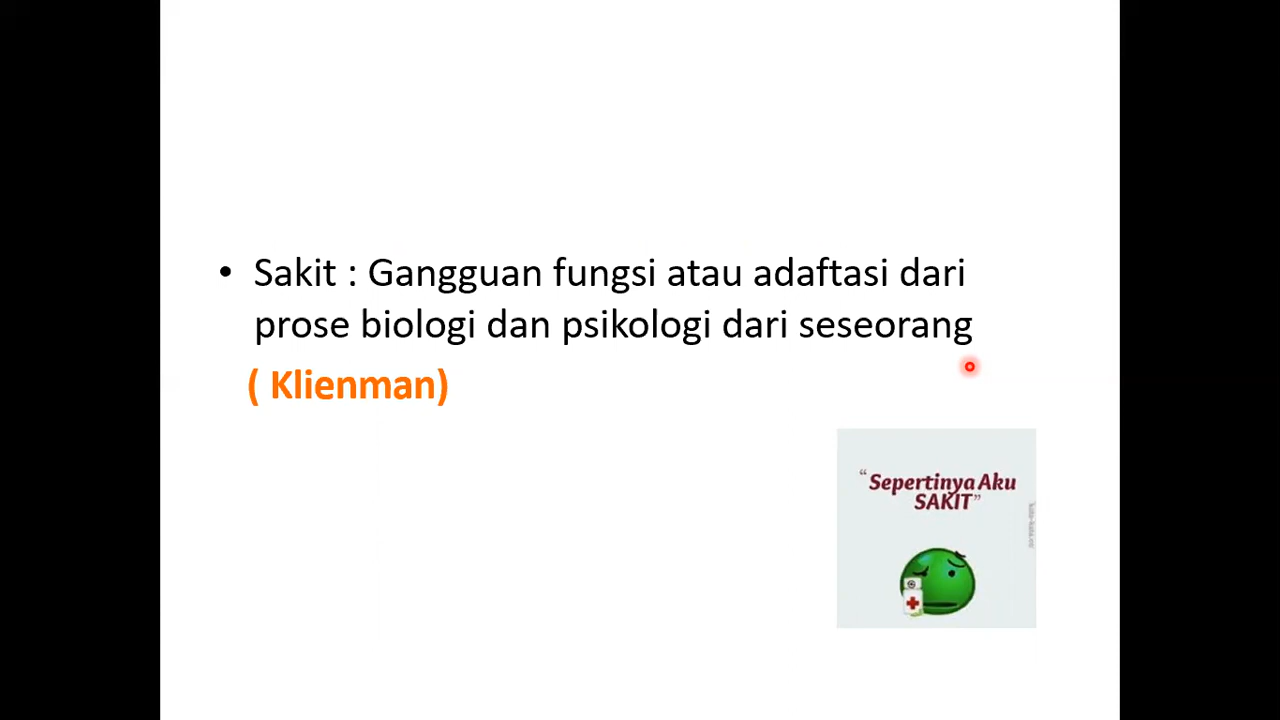 • Sakit : Gangguan fungsi atau adaftasi dari
prose biologi dan psikologi dari seseorang
( Klienman)
“Sepertinya Aku
SAKIT”